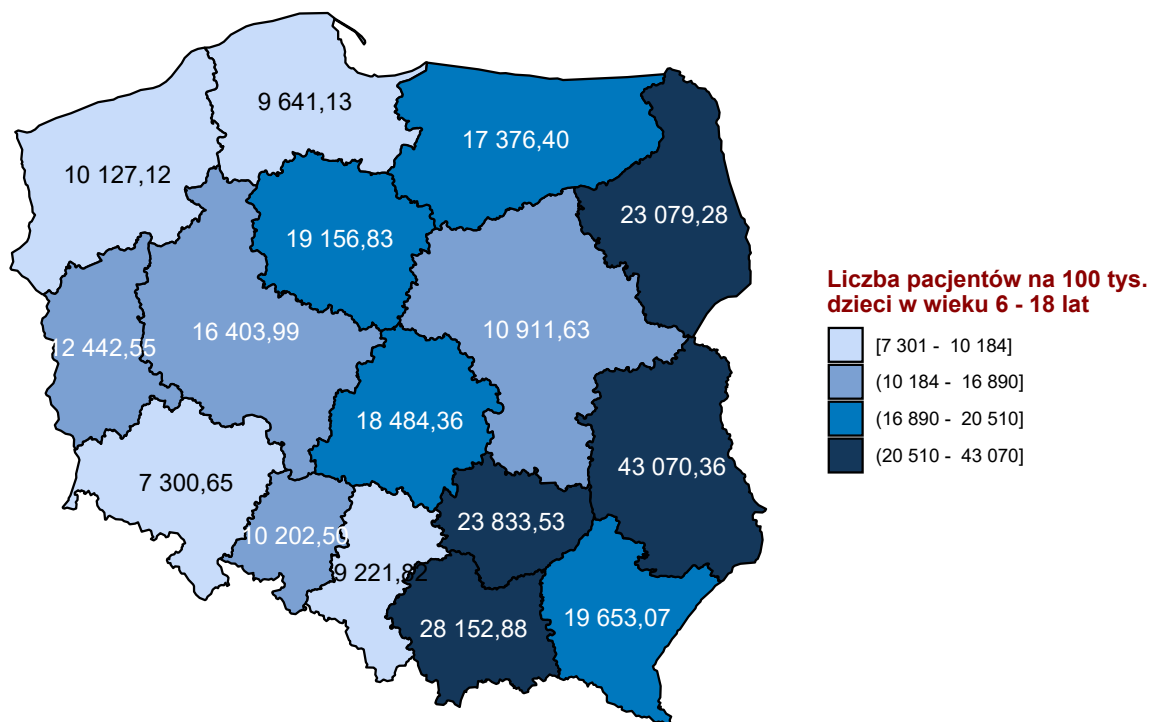 9 641,13
17 376,40
10 127,12
23 079,28
19 156,83
16 403,99
10 911,63
12 442,55
18 484,36
43 070,36
7 300,65
23 833,53
10 202,50
9 221,82
28 152,88
19 653,07
Liczba pacjentów na 100 tys.
dzieci w wieku 6 - 18 lat
[7 301 - 10 184]
(10 184 - 16 890]
(16 890 - 20 510]
(20 510 - 43 070]